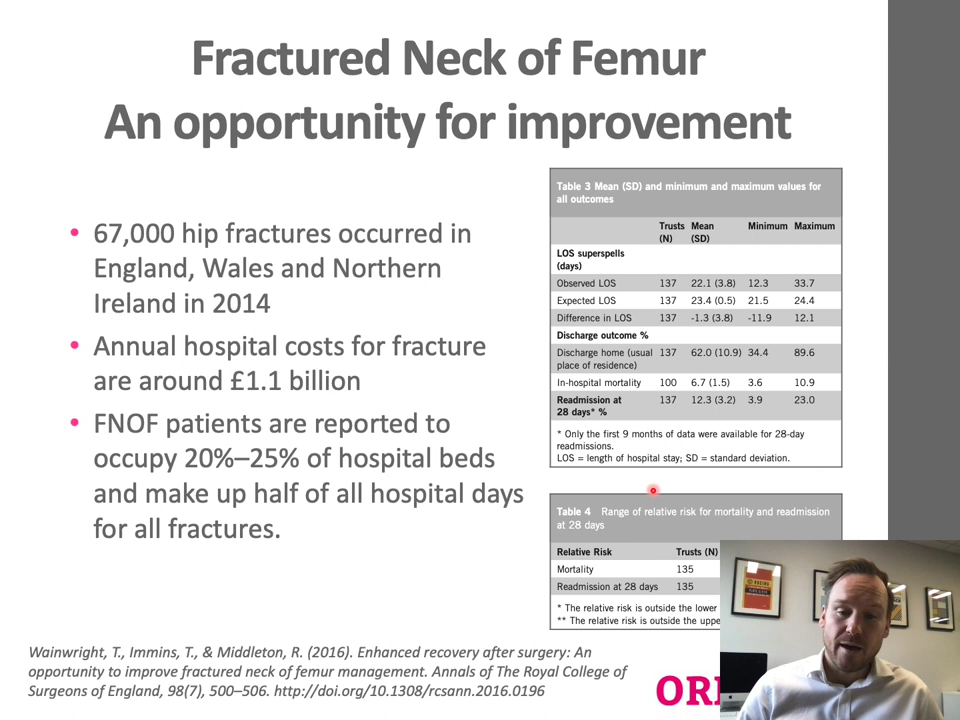 Fractured Neck of Femur
An opportunity for improvement
• 67,000 hip fractures occurred in
England, Wales and Northern
Ireland in 2014
• Annual hospital costs for fracture
are around £1.1 billion
• FNOF patients are reported to
occupy 20%–25% of hospital beds
and make up half of all hospital days
for all fractures.
Table 3 Mean (SD) and minimum and maximum values for
all outcomes
Trusts Mean Minimum Maximum
(N) (SD)
LOS superspells
(days)
Observed LOS 137 22.1 (3.8) 12.3 33.7
Expected LOS 137 23.4 (0.5) 21.5 24.4
Difference in LOS 137 -1.3 (3.8) -11.9 12.1
Discharge outcome %
Discharge home (usual 137 62.0 (10.9) 34.4 89.6
place of residence)
In-hospital mortality 100 6.7 (1.5) 3.6 10.9
Readmission at 137 12.3 (3.2) 3.9 23.0
28 days* %
* Only the first 9 months of data were available for 28-day
readmissions.
LOS = length of hospital stay; SD = standard deviation.
Table 4 Range of relative risk for mortality and readmission
at 28 days
Relative Risk Trusts (N)
Mortality 135
Readmission at 28 days 135
* The relative risk is outside the lower
** The relative risk is outside the uppe
Wainwright, T., Immins, T., & Middleton, R. (2016). Enhanced recovery after surgery: An
opportunity to improve fractured neck of femur management. Annals of The Royal College of
Surgeons of England, 98(7), 500–506. http://doi.org/10.1308/rcsann.2016.0196